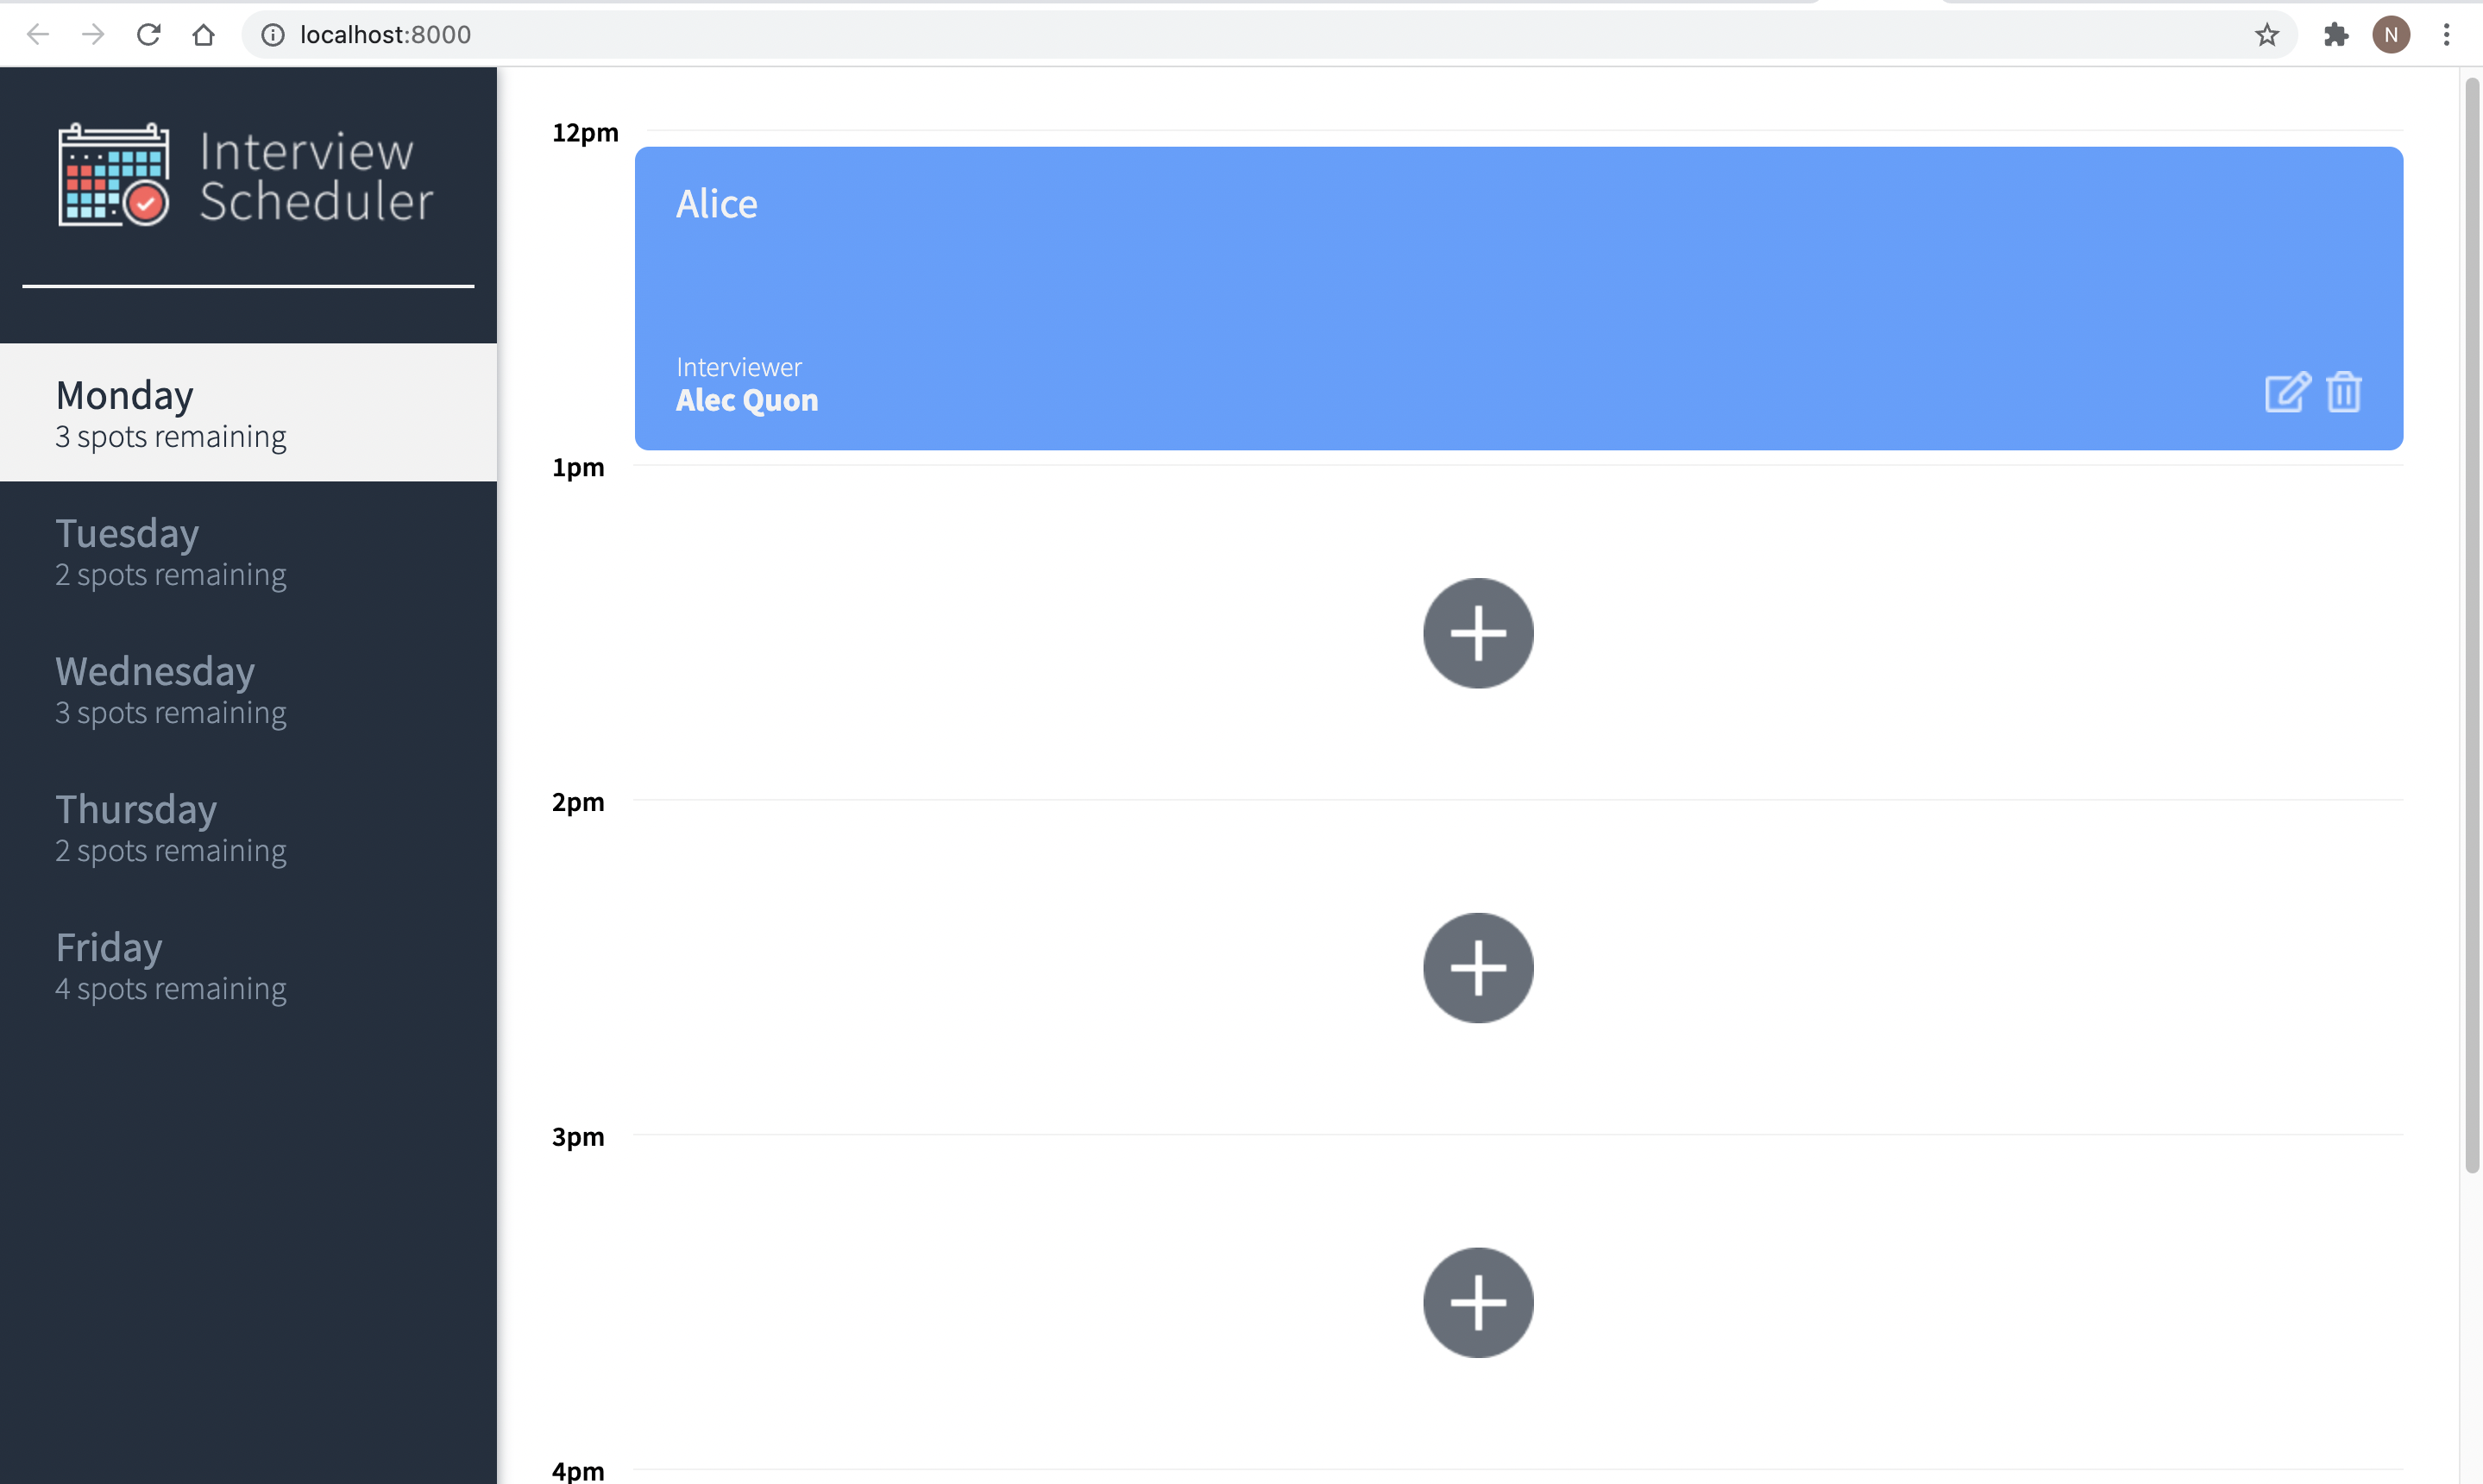 localhost:8000
N
Interview
Scheduler
Monday
3 spots remaining
Tuesday
2 spots remaining
Wednesday
3 spots remaining
Thursday
2 spots remaining
Friday
4 spots remaining
12pm
Alice
Interviewer
Alec Quon
1pm
2pm
3pm
4pm